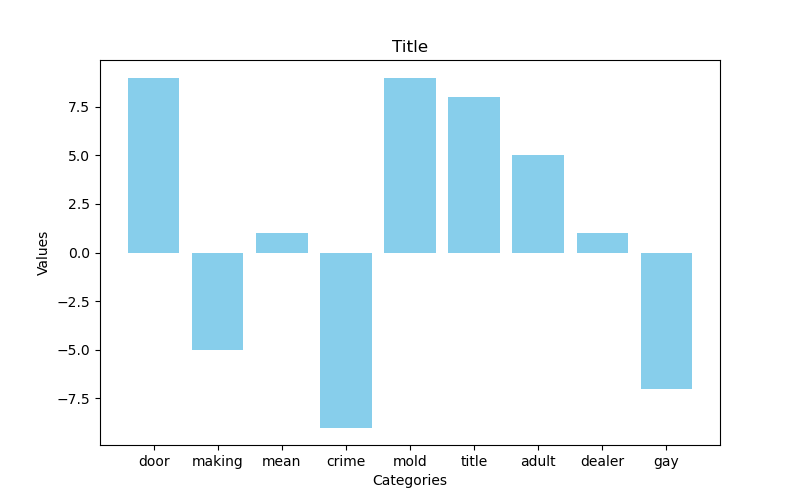 Title
7.5
5.0
2.5
0.0
−2.5
−5.0
−7.5
Values
door making mean crime mold title adult dealer gay
Categories